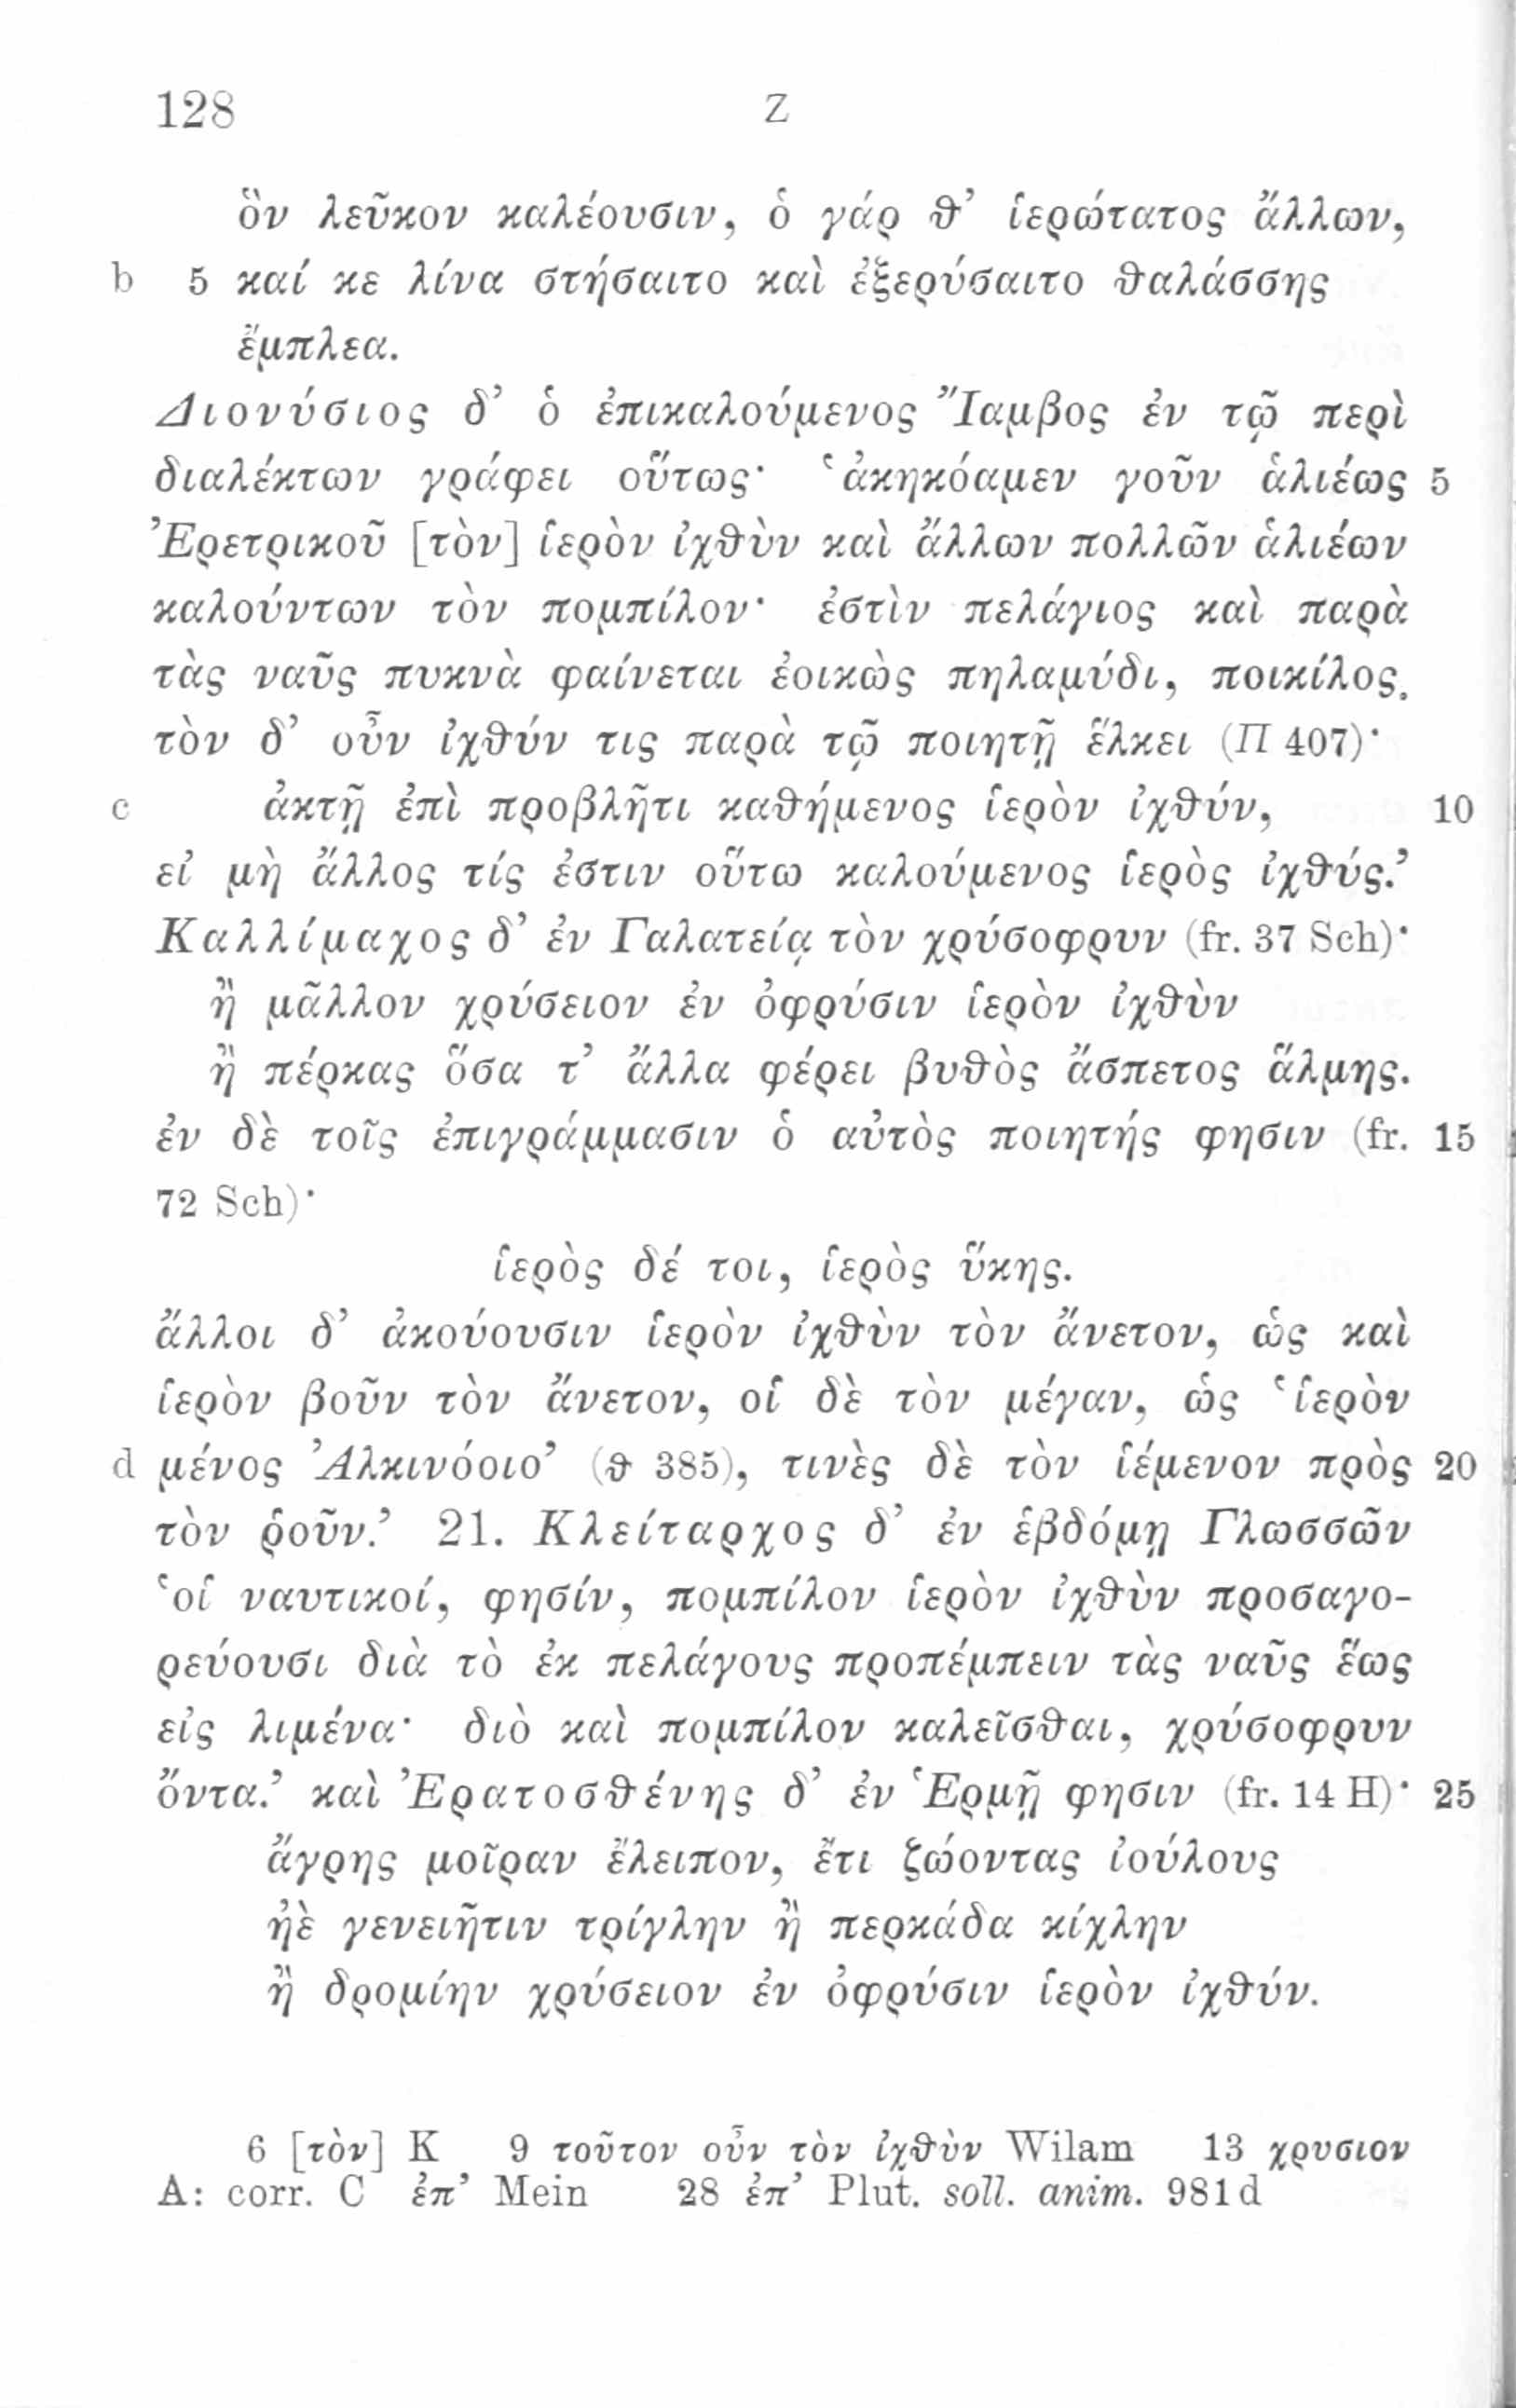 128 Z
ὃν λεῦκον καλέουσιν, ὁ γάρ θ’ ἱερώτατος ἄλλων,
b 5 καί κε λίνα στήσαιτο καὶ ἐξερύσαιτο θαλάσσης
ἔμπλεα.
Διονύσιος δ’ ὁ ἐπικαλούμενος Ἴαμβος ἐν τῷ περὶ
διαλέκτων γράφει οὕτως· ‘ἀκηκόαμεν γοῦν ἁλιέως 5
Ἐρετρικοῦ [τὸν] ἱερὸν ἰχθὺν καὶ ἄλλων πολλῶν ἁλιέων
καλούντων τὸν πομπίλον· ἐστὶν πελάγιος καὶ παρὰ
τὰς ναῦς πυκνὰ φαίνεται ἐοικὼς πηλαμύδι, ποικίλος.
τὸν δ’ οὖν ἰχθύν τις παρὰ τῷ ποιητῇ ἕλκει (Π 407)·
c ἀκτῇ ἐπὶ προβλῆτι καθήμενος ἱερὸν ἰχθύν, 10
εἰ μὴ ἄλλος τίς ἐστιν οὕτω καλούμενος ἱερὸς ἰχθύς.’
Καλλίμαχος δ’ ἐν Γαλατείᾳ τὸν χρύσοφρυν (fr. 37 Sch)·
ἢ μᾶλλον χρύσειον ἐν ὀφρύσιν ἱερὸν ἰχθὺν
ἢ πέρκας ὅσα τ’ ἄλλα φέρει βυθὸς ἄσπετος ἅλμης.
ἐν δὲ τοῖς ἐπιγράμμασιν ὁ αὐτὸς ποιητής φησιν (fr. 15
72 Sch)·
ἱερὸς δέ τοι, ἱερὸς ὕκης.
ἄλλοι δ’ ἀκούουσιν ἱερὸν ἰχθὺν τὸν ἄνετον, ὡς καὶ
ἱερὸν βοῦν τὸν ἄνετον, οἱ δὲ τὸν μέγαν, ὡς ‘ἱερὸν
d μένος Ἀλκινόοιο’ (θ 385), τινὲς δὲ τὸν ἱέμενον πρὸς 20
τὸν ῥοῦν.’ 21. Κλείταρχος δ’ ἐν ἑβδόμῃ Γλωσσῶν
‘οἱ ναυτικοί, φησίν, πομπίλον ἱερὸν ἰχθὺν προσαγο-
ρεύουσι διὰ τὸ ἐκ πελάγους προπέμπειν τὰς ναῦς ἕως
εἰς λιμένα· διὸ καὶ πομπίλον καλεῖσθαι, χρύσοφρυν
ὄντα.’ καὶ Ἐρατοσθένης δ’ ἐν Ἑρμῇ φησιν (fr. 14 H)· 25
ἄγρης μοῖραν ἔλειπον, ἔτι ζώοντας ἰούλους
ἠὲ γενειῆτιν τρίγλην ἢ περκάδα κίχλην
ἢ δρομίην χρύσειον ἐν ὀφρύσιν ἱερὸν ἰχθύν.
6 [τὸν] K 9 τοῦτον οὖν τὸν ἰχθὺν Wilam 13 χρυσιον
A: corr. C ἐπ’ Mein 28 ἐπ’ Plut. soll. anim. 981d